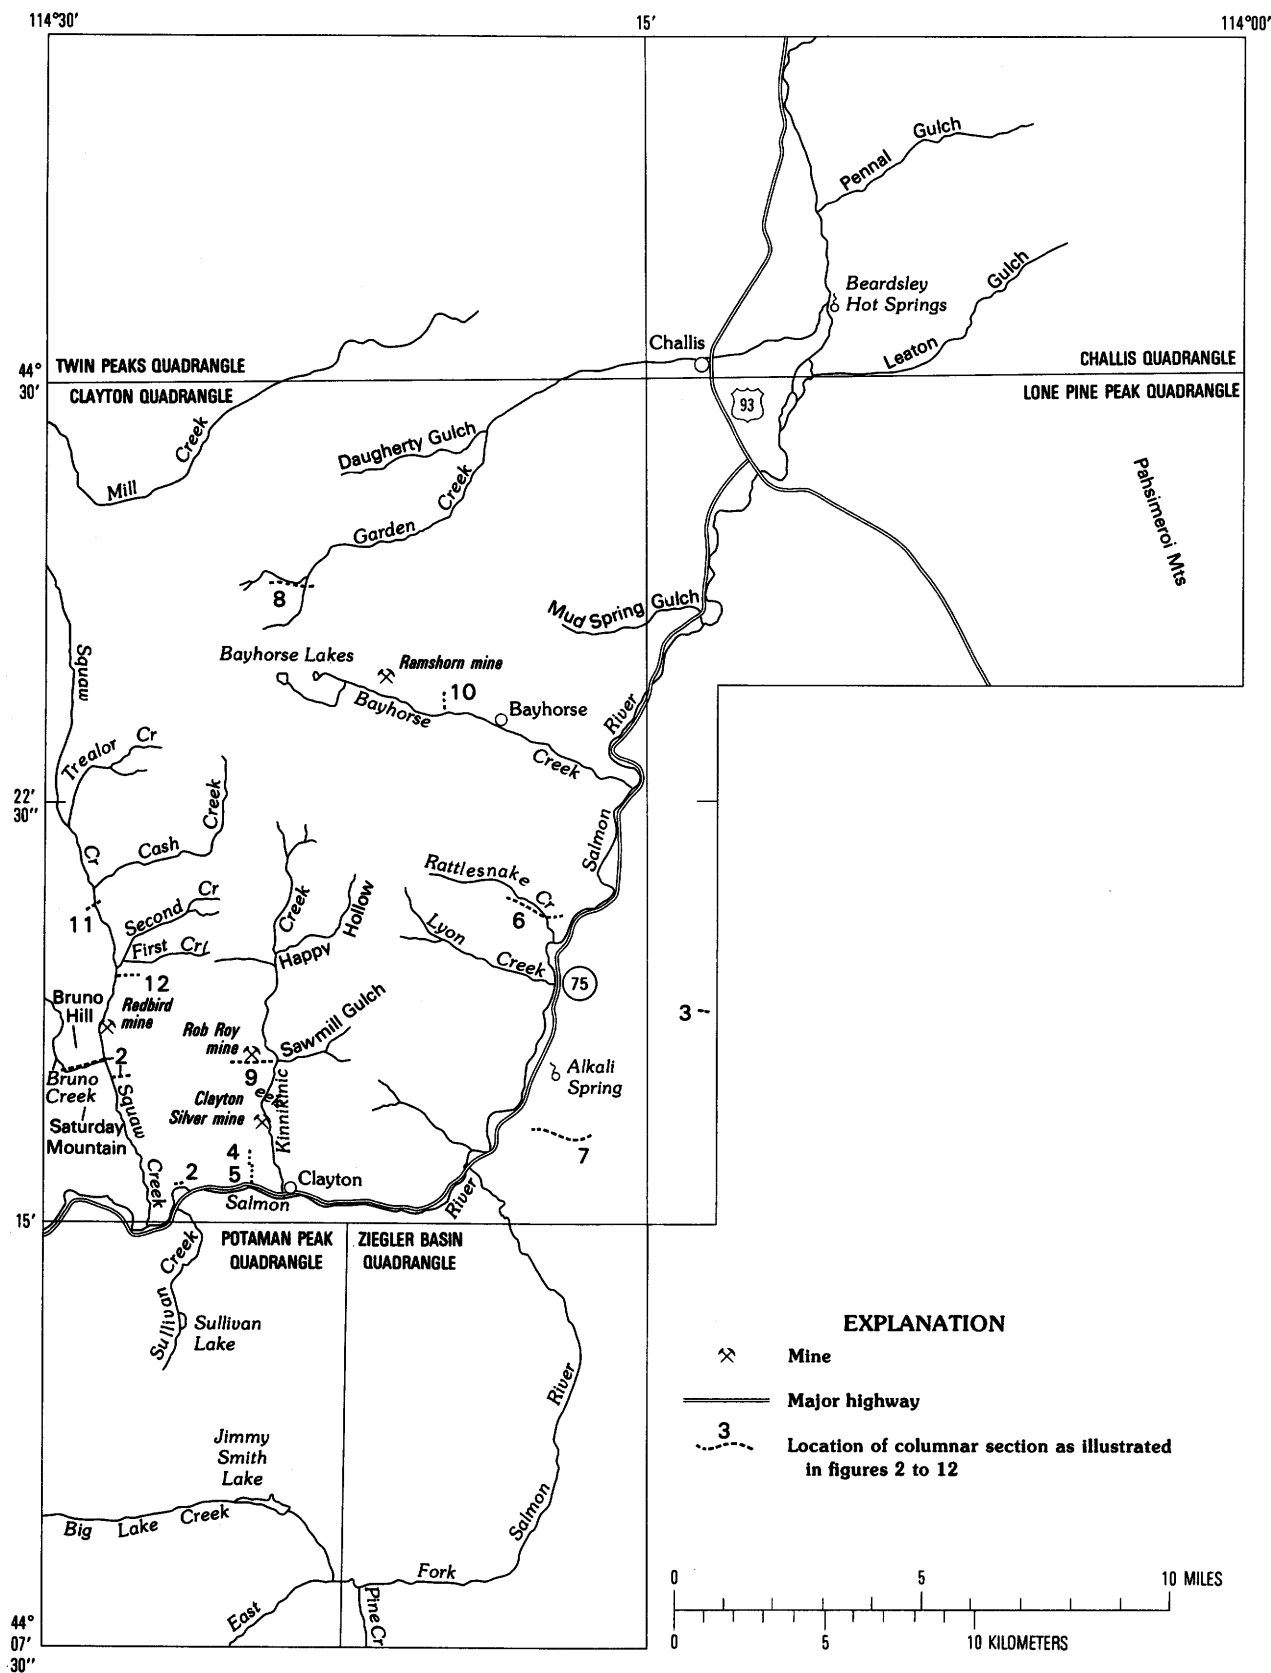 114°30'
15'
114°00'
Pennal Gulch
Beardsley
Hot Springs
Leaton Gulch
Challis
TWIN PEAKS QUADRANGLE
CHALLIS QUADRANGLE
44°
30'
CLAYTON QUADRANGLE
LONE PINE PEAK QUADRANGLE
93
Mill Creek
Daugherty Gulch
Garden Creek
Pahsimeroi Mts
8
Mud Spring Gulch
Squaw
Bayhorse Lakes
Ramshorn mine
10
Bayhorse
Bayhorse
Creek
River
Trealor Cr
22'
30"
Creek
Cash
Cr
Salmon
Rattlesnake Cr
6
11
Second Cr
First Cr
Creek
Happy Hollow
Lyon Creek
75
12
Bruno
Hill
Redbird
mine
Rob Roy
mine
Sawmill Gulch
3
2
9
Bruno
Creek
Squaw
Creek
Saturday
Mountain
Clayton
Silver mine
eek
Kinnikinic
Alkali
Spring
7
4
5
2
Clayton
Salmon
River
15'
POTAMAN PEAK
QUADRANGLE
ZIEGLER BASIN
QUADRANGLE
Sullivan Creek
Sullivan
Lake
EXPLANATION
Mine
Major highway
3
Location of columnar section as illustrated
in figures 2 to 12
River
Salmon
Jimmy
Smith
Lake
Big Lake Creek
Fork
East
Pine Cr
44°
07'
30"
0 5 10 MILES
0 5 10 KILOMETERS